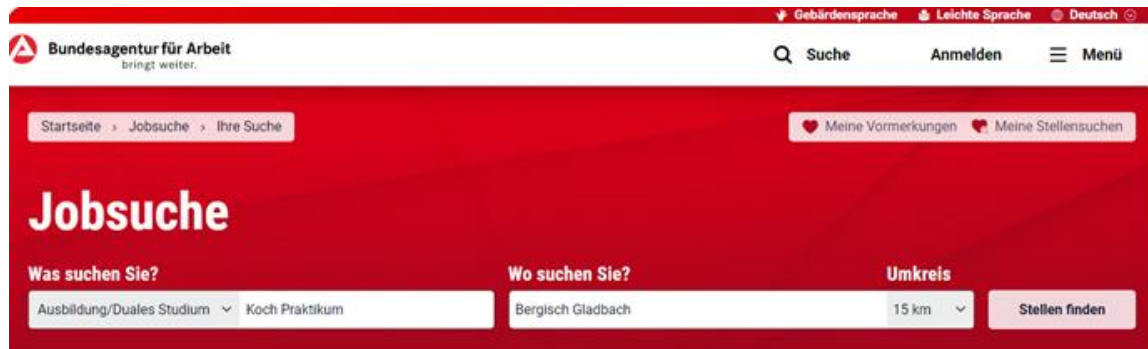 Gebärdensprache Leichte Sprache Deutsch
Bundesagentur für Arbeit
bringt weiter.
Suche Anmelden Menü
Startseite › Jobsuche › Ihre Suche
Meine Vormerkungen Meine Stellensuchen
Jobsuche
Was suchen Sie? Wo suchen Sie? Umkreis
Ausbildung/Duales Studium Koch Praktikum Bergisch Gladbach 15 km Stellen finden